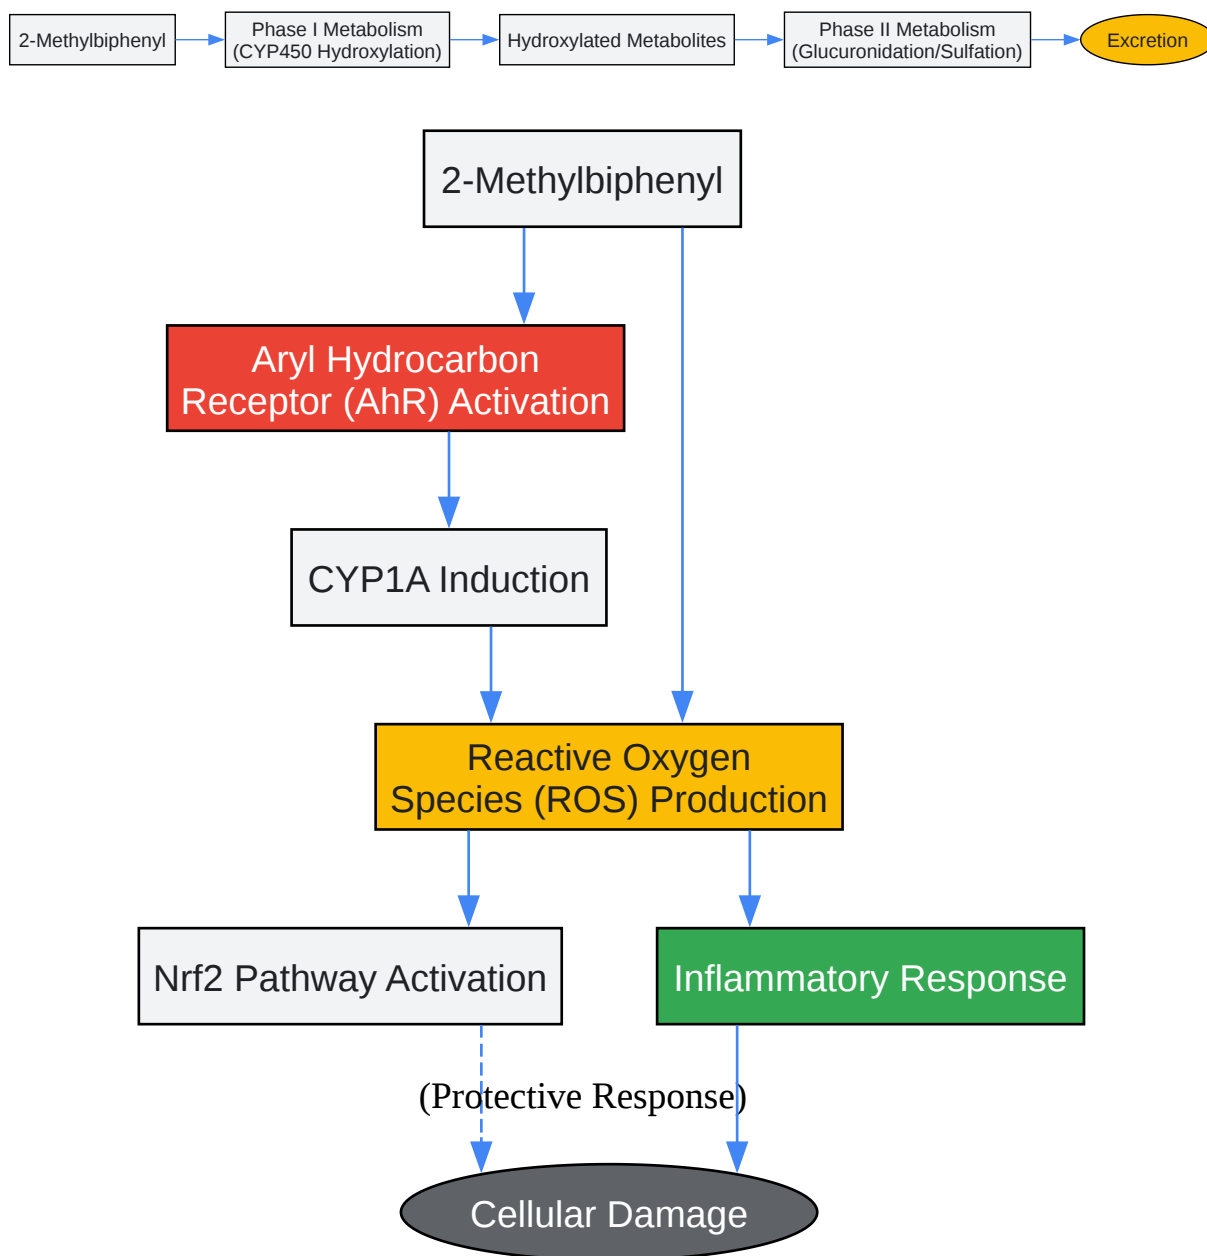 2-Methylbiphenyl
Phase I Metabolism
(CYP450 Hydroxylation)
Hydroxylated Metabolites
Phase II Metabolism
(Glucuronidation/Sulfation)
Excretion
2-Methylbiphenyl
Aryl Hydrocarbon
Receptor (AhR) Activation
CYP1A Induction
Reactive Oxygen
Species (ROS) Production
Nrf2 Pathway Activation
Inflammatory Response
(Protective Response)
Cellular Damage